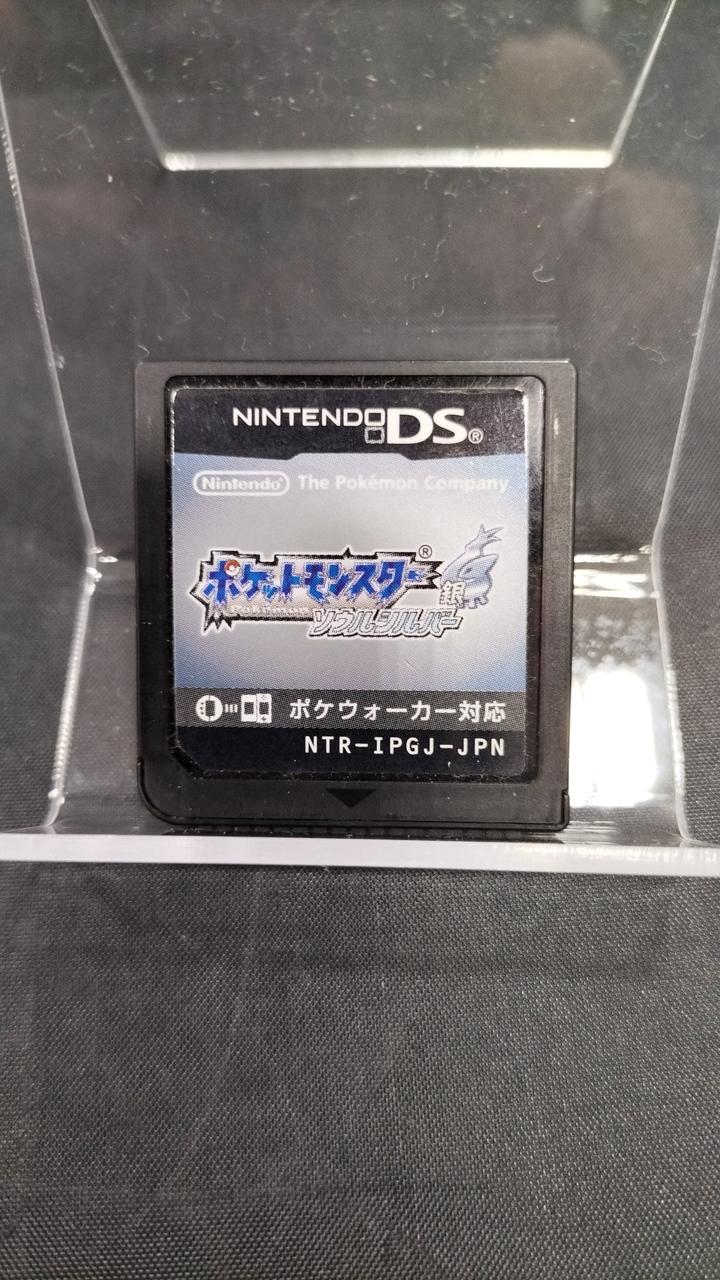 NINTENDO DS®
Nintendo® The Pokémon Company
ポケットモンスター®
Pokémon
銀
ソウルシルバー
ポケウォーカー対応
NTR-IPGJ-JPN